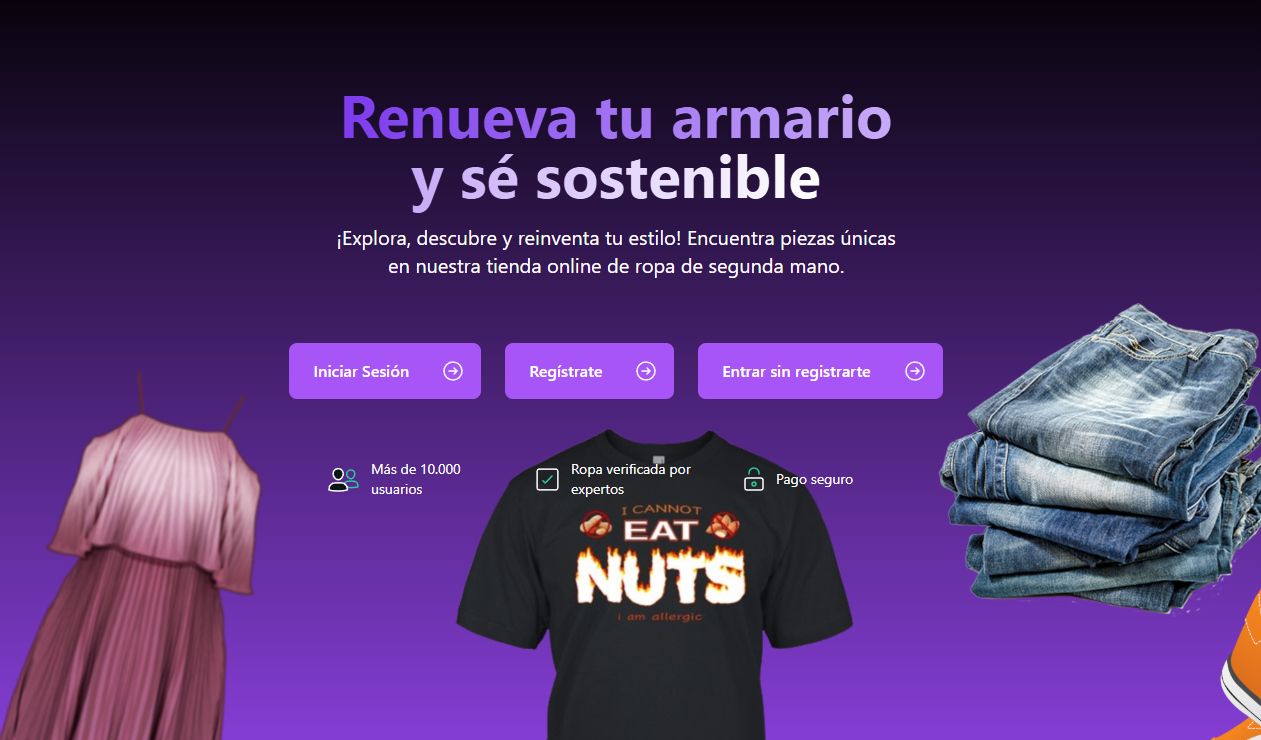 Renueva tu armario
y sé sostenible
¡Explora, descubre y reinventa tu estilo! Encuentra piezas únicas
en nuestra tienda online de ropa de segunda mano.
Iniciar Sesión
Regístrate
Entrar sin registrarte
Más de 10.000
usuarios
Ropa verificada por
expertos
Pago seguro
I CANNOT
EAT
NUTS
i am allergic